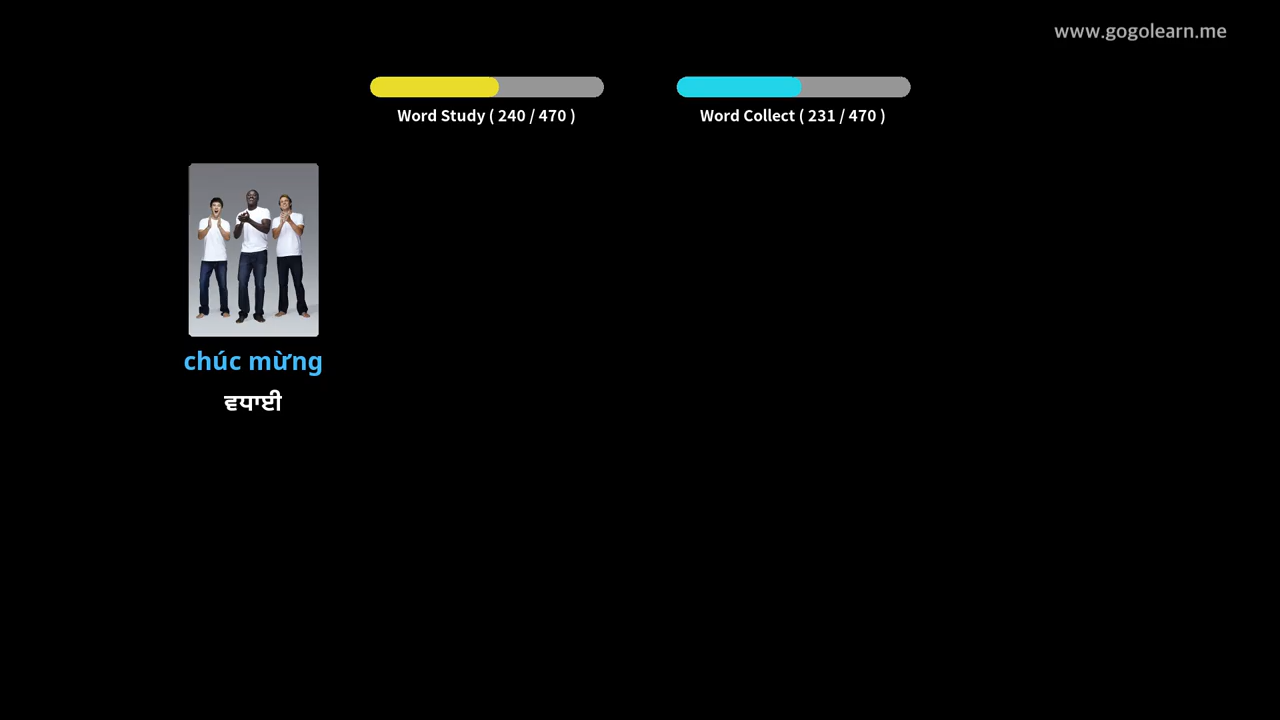 www.gogolearn.me
Word Study ( 240 / 470 )
Word Collect ( 231 / 470 )
chúc mừng
ਵਧਾਈ